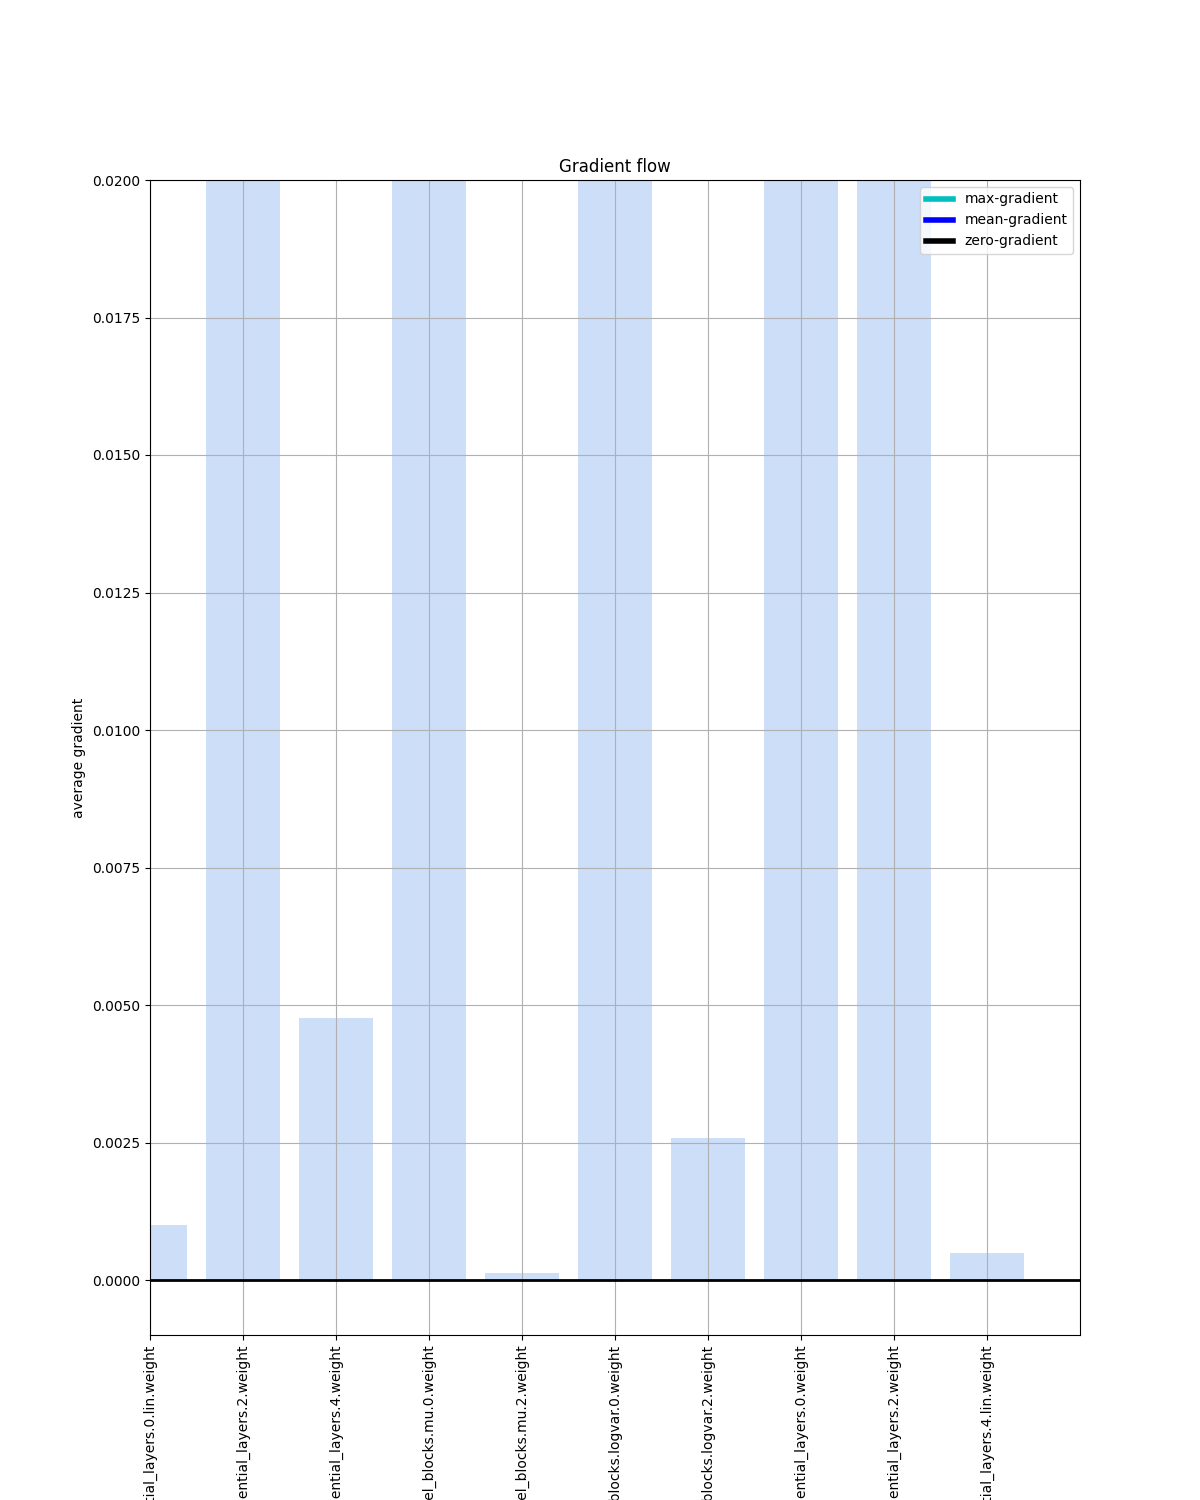 Gradient flow
max-gradient
mean-gradient
zero-gradient
0.0200
0.0175
0.0150
0.0125
0.0100
0.0075
0.0050
0.0025
0.0000
average gradient
tial_layers.0.lin.weight
ential_layers.2.weight
ential_layers.4.weight
el_blocks.mu.0.weight
el_blocks.mu.2.weight
blocks.logvar.0.weight
blocks.logvar.2.weight
ential_layers.0.weight
ential_layers.2.weight
tial_layers.4.lin.weight